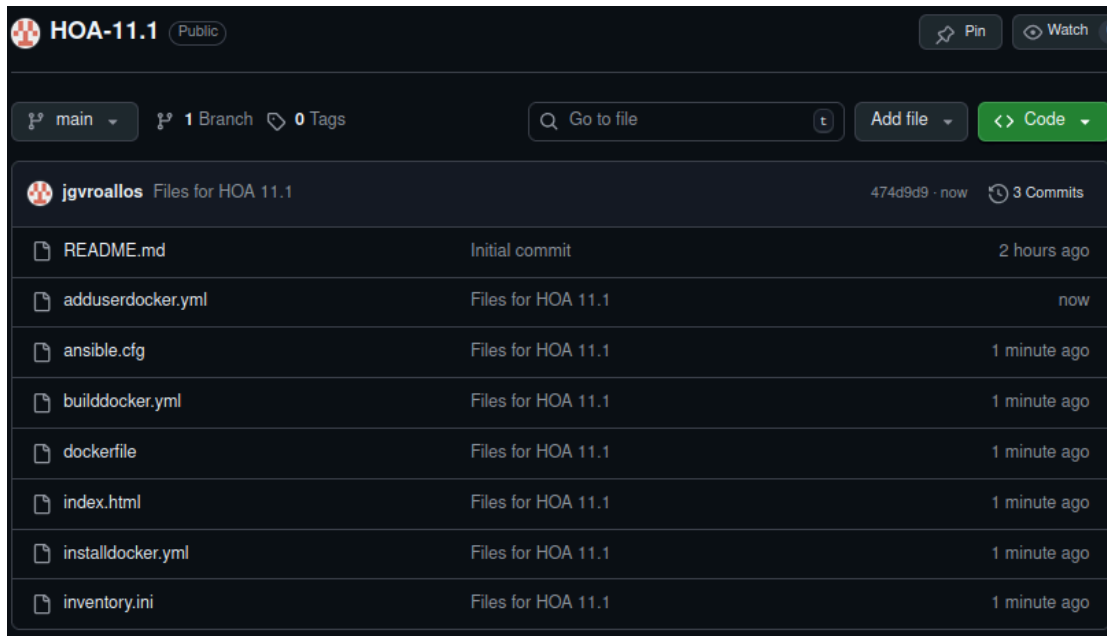 HOA-11.1 Public Pin Watch
main 1 Branch 0 Tags Go to file t Add file Code
jgvroallos Files for HOA 11.1 474d9d9 · now 3 Commits
README.md Initial commit 2 hours ago
adduserdocker.yml Files for HOA 11.1 now
ansible.cfg Files for HOA 11.1 1 minute ago
builddocker.yml Files for HOA 11.1 1 minute ago
dockerfile Files for HOA 11.1 1 minute ago
index.html Files for HOA 11.1 1 minute ago
installdocker.yml Files for HOA 11.1 1 minute ago
inventory.ini Files for HOA 11.1 1 minute ago